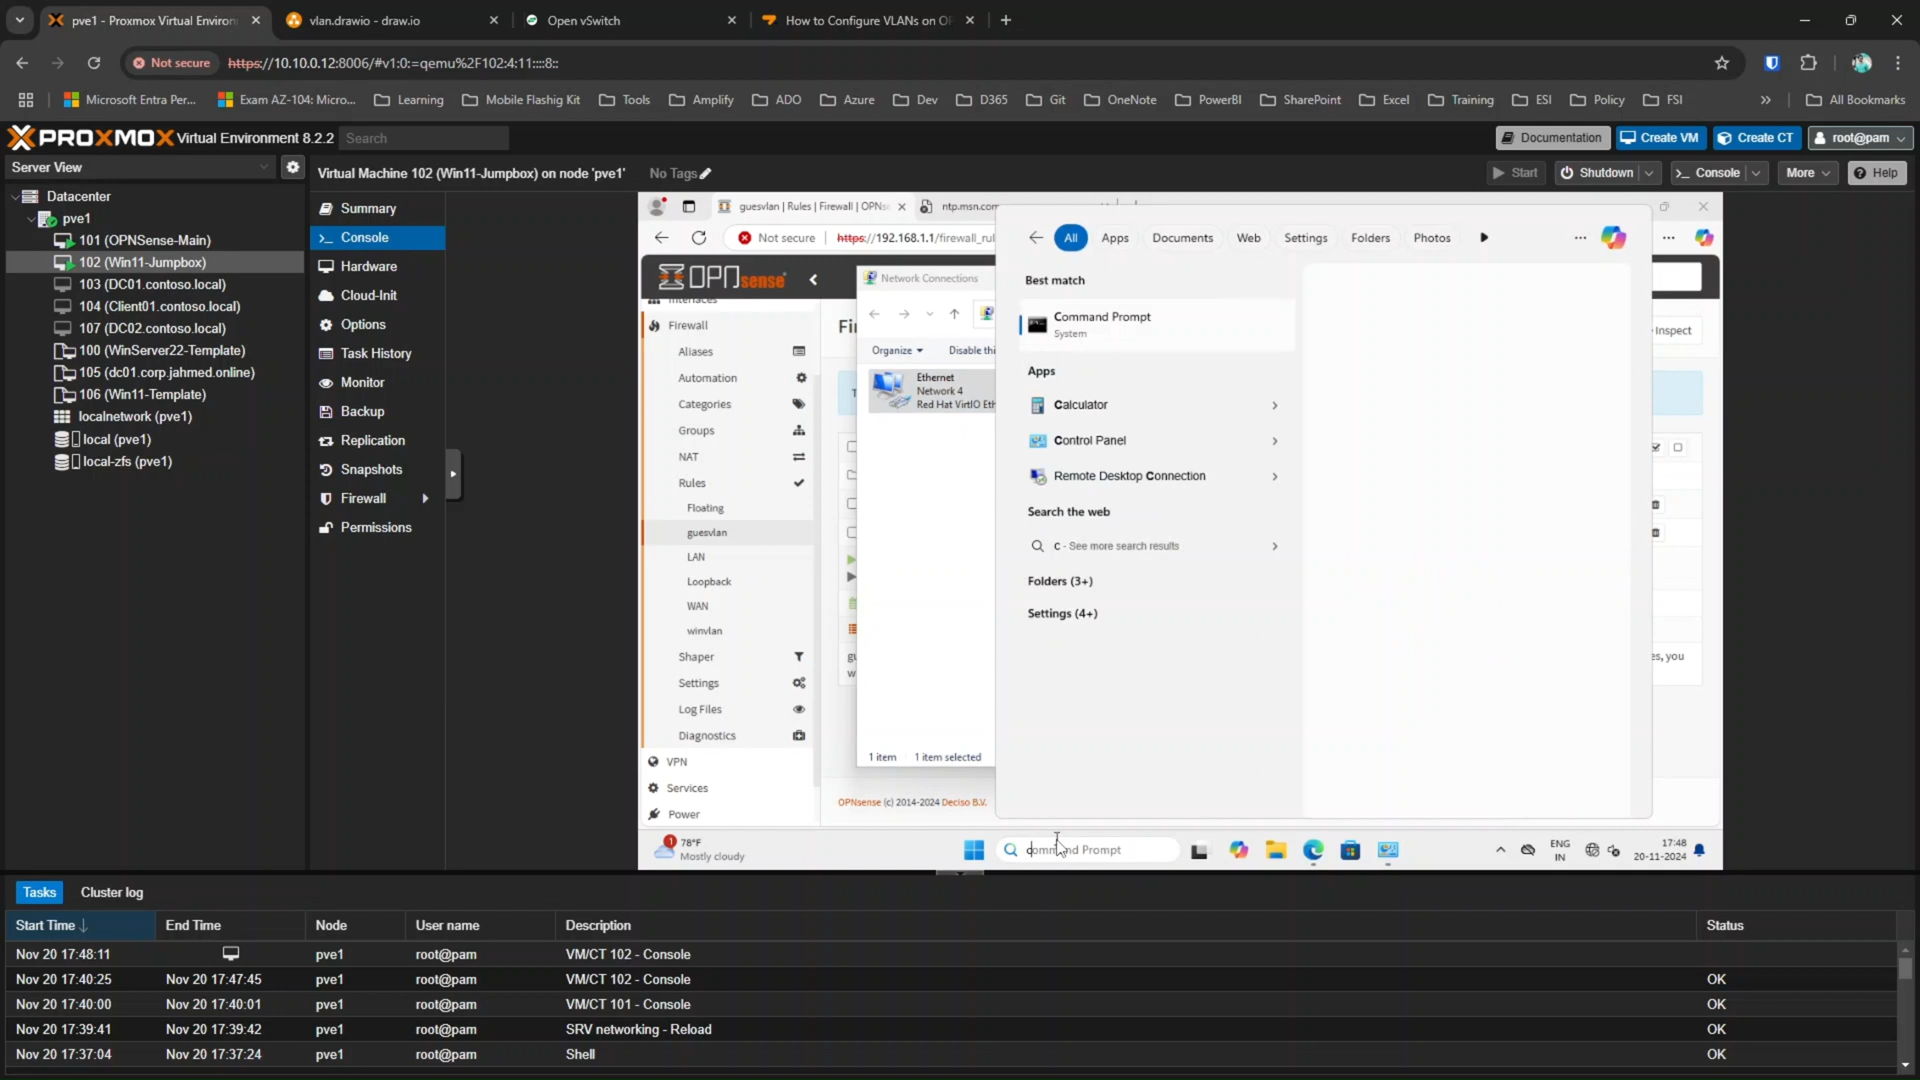 pve1 - Proxmox Virtual Environ
vlan.drawio - draw.io
Open vSwitch
How to Configure VLANs on OP
Not secure
https://10.10.0.12:8006/#v1:0:=qemu%2F102:4:11::::8::
Microsoft Entra Per...
Exam AZ-104: Micro...
Learning
Mobile Flashig Kit
Tools
Amplify
ADO
Azure
Dev
D365
Git
OneNote
PowerBI
SharePoint
Excel
Training
ESI
Policy
FSI
All Bookmarks
PROXMOX Virtual Environment 8.2.2
Search
Documentation
Create VM
Create CT
root@pam
Server View
Virtual Machine 102 (Win11-Jumpbox) on node 'pve1'
No Tags
Start
Shutdown
Console
More
Help
Datacenter
pve1
101 (OPNSense-Main)
102 (Win11-Jumpbox)
103 (DC01.contoso.local)
104 (Client01.contoso.local)
107 (DC02.contoso.local)
100 (WinServer22-Template)
105 (dc01.corp.jahmed.online)
106 (Win11-Template)
localnetwork (pve1)
local (pve1)
local-zfs (pve1)
Summary
Console
Hardware
Cloud-Init
Options
Task History
Monitor
Backup
Replication
Snapshots
Firewall
Permissions
guesvlan | Rules | Firewall | OPNs
ntp.msn.com
Not secure
https://192.168.1.1/firewall_rul
OPNsense
Interfaces
Firewall
Aliases
Automation
Categories
Groups
NAT
Rules
Floating
guesvlan
LAN
Loopback
WAN
winvlan
Shaper
Settings
Log Files
Diagnostics
VPN
Services
Power
Fi
Inspect
es, you
OPNsense (c) 2014-2024 Deciso B.V.
Network Connections
Organize
Disable thi
Ethernet
Network 4
Red Hat VirtIO Eth
1 item
1 item selected
All
Apps
Documents
Web
Settings
Folders
Photos
Best match
Command Prompt
System
Apps
Calculator
Control Panel
Remote Desktop Connection
Search the web
c - See more search results
Folders (3+)
Settings (4+)
1
78°F
Mostly cloudy
command Prompt
ENG
IN
17:48
20-11-2024
Tasks
Cluster log
Start Time
End Time
Node
User name
Description
Status
Nov 20 17:48:11
pve1
root@pam
VM/CT 102 - Console
Nov 20 17:40:25
Nov 20 17:47:45
pve1
root@pam
VM/CT 102 - Console
OK
Nov 20 17:40:00
Nov 20 17:40:01
pve1
root@pam
VM/CT 101 - Console
OK
Nov 20 17:39:41
Nov 20 17:39:42
pve1
root@pam
SRV networking - Reload
OK
Nov 20 17:37:04
Nov 20 17:37:24
pve1
root@pam
Shell
OK